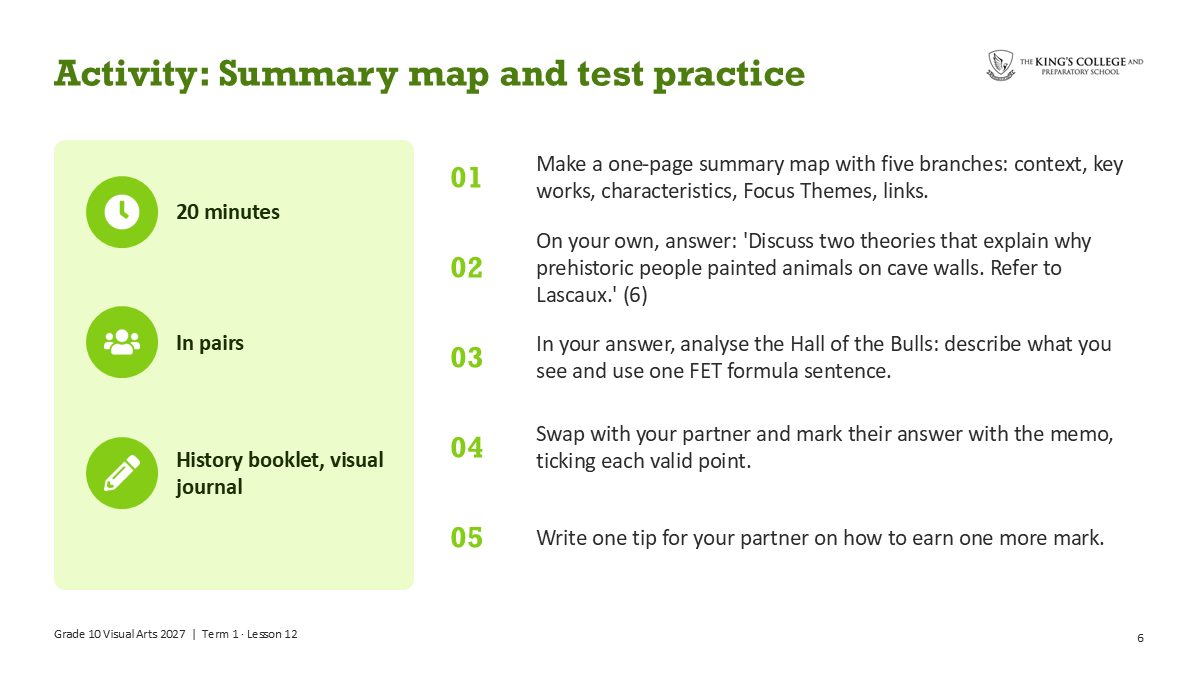 Activity: Summary map and test practice
THE KING'S COLLEGE AND
PREPARATORY SCHOOL
20 minutes
In pairs
History booklet, visual
journal
01
Make a one-page summary map with five branches: context, key
works, characteristics, Focus Themes, links.
02
On your own, answer: 'Discuss two theories that explain why
prehistoric people painted animals on cave walls. Refer to
Lascaux.' (6)
03
In your answer, analyse the Hall of the Bulls: describe what you
see and use one FET formula sentence.
04
Swap with your partner and mark their answer with the memo,
ticking each valid point.
05
Write one tip for your partner on how to earn one more mark.
Grade 10 Visual Arts 2027 | Term 1 · Lesson 12
6